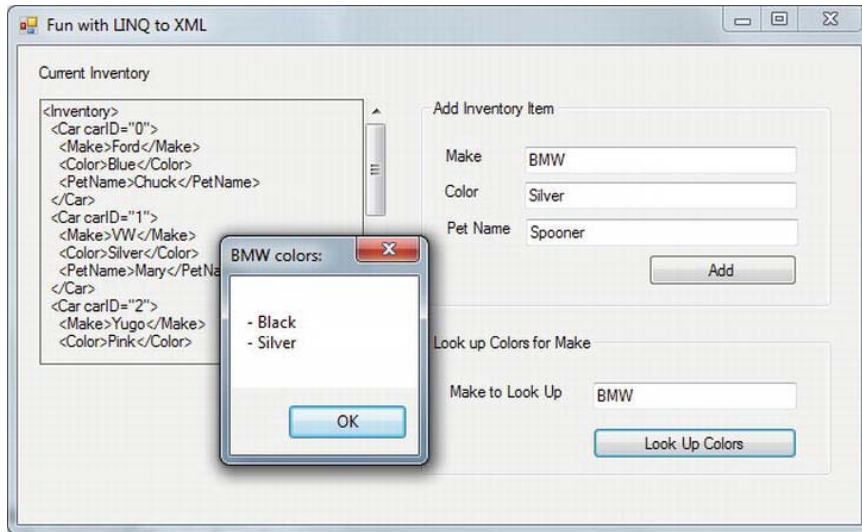 Fun with LINQ to XML
Current Inventory
<Inventory>
<Car carID="0">
<Make>Ford</Make>
<Color>Blue</Color>
<PetName>Chuck</PetName>
</Car>
<Car carID="1">
<Make>VW</Make>
<Color>Silver</Color>
<PetName>Mary</PetNa
</Car>
<Car carID="2">
<Make>Yugo</Make>
<Color>Pink</Color>
Add Inventory Item
Make BMW
Color Silver
Pet Name Spooner
Add
BMW colors:
- Black
- Silver
OK
Look up Colors for Make
Make to Look Up BMW
Look Up Colors